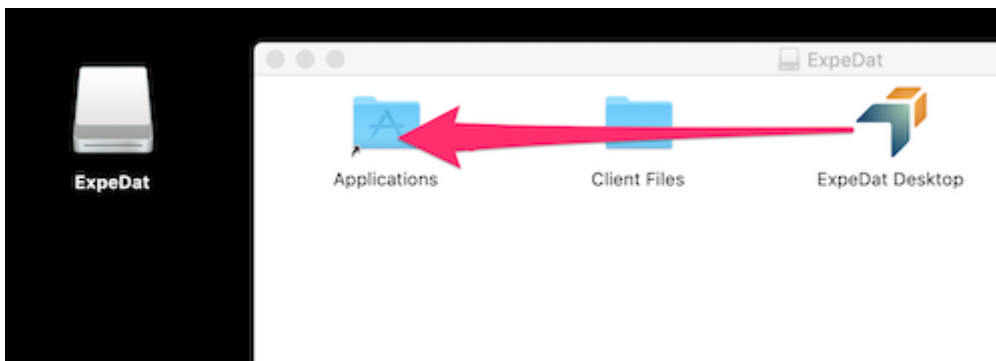 ExpeDat
ExpeDat
Applications
Client Files
ExpeDat Desktop